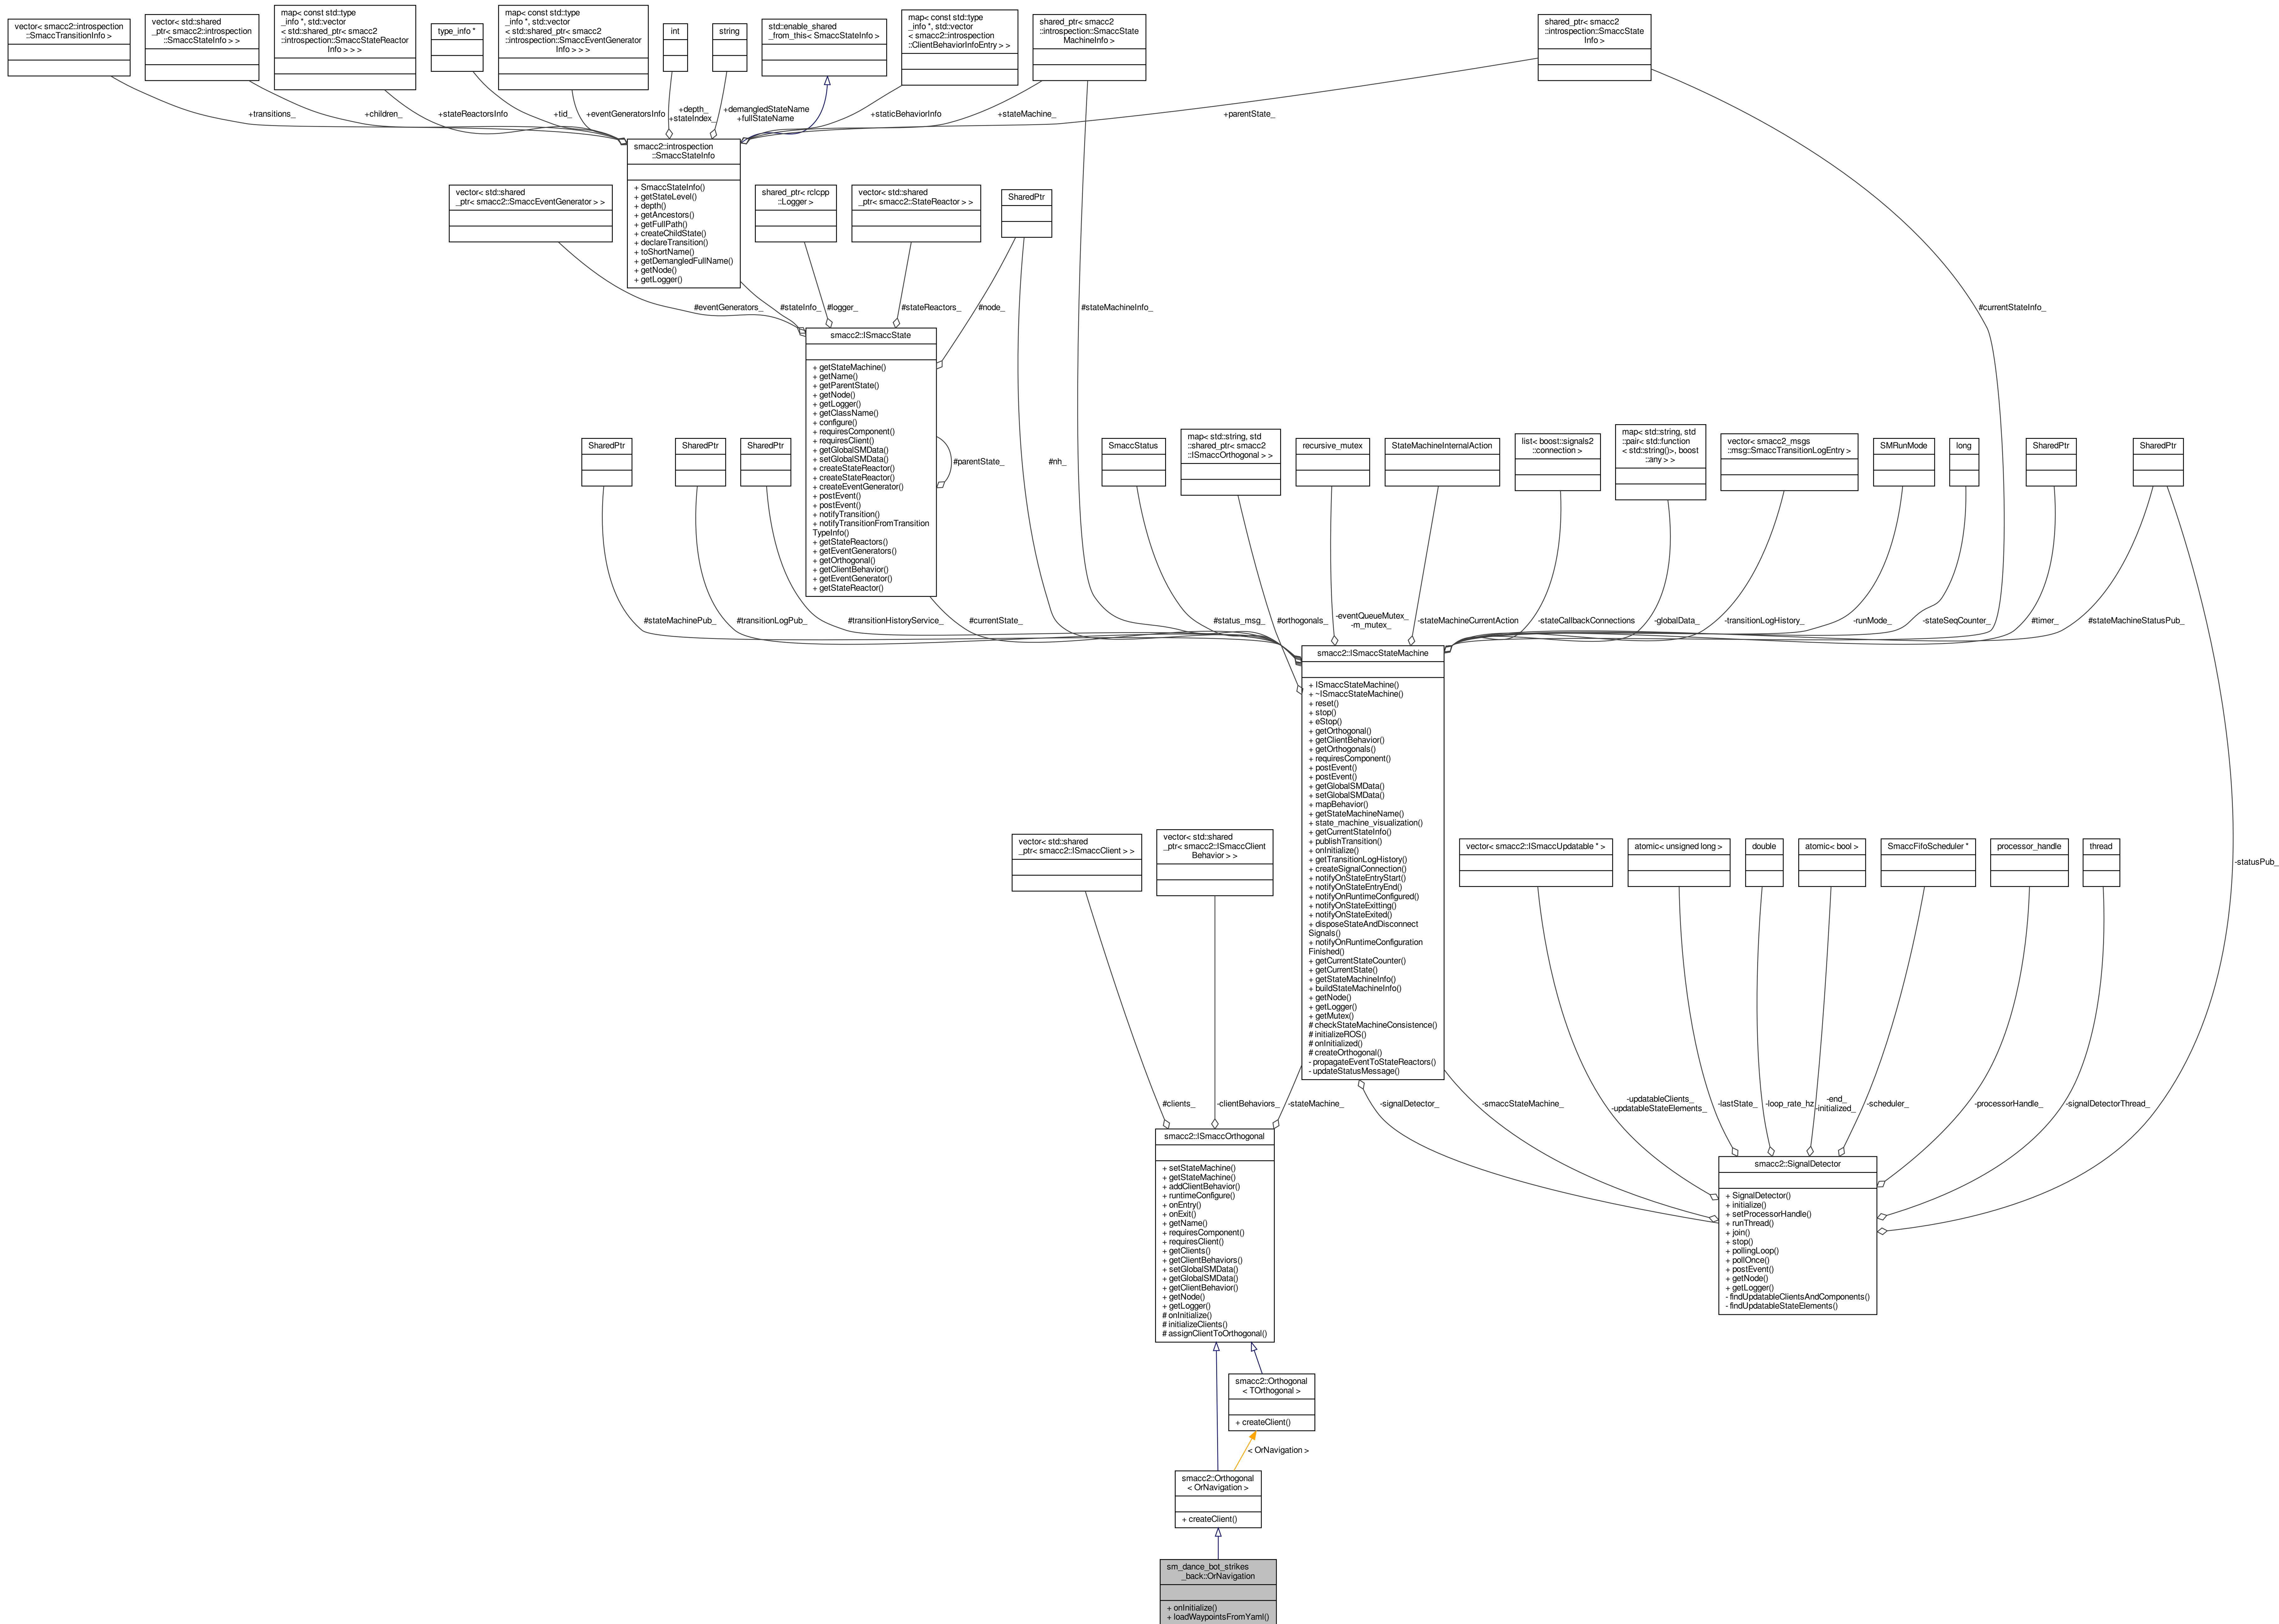 vector< smacc2::introspection
::SmaccTransitionInfo >
vector< std::shared
_ptr< smacc2::introspection
::SmaccStateInfo > >
map< const std::type
_info *, std::vector
< std::shared_ptr< smacc2
::introspection::SmaccStateReactor
Info > > >
type_info *
map< const std::type
_info *, std::vector
< std::shared_ptr< smacc2
::introspection::SmaccEventGenerator
Info > > >
int
string
std::enable_shared
_from_this< SmaccStateInfo >
map< const std::type
_info *, std::vector
< smacc2::introspection
::ClientBehaviorInfoEntry > >
shared_ptr< smacc2
::introspection::SmaccState
MachineInfo >
shared_ptr< smacc2
::introspection::SmaccState
Info >
+transitions_
+children_
+stateReactorsInfo
+tid_
+eventGeneratorsInfo
+depth_
+stateIndex_
+demangledStateName
+fullStateName
+staticBehaviorInfo
+stateMachine_
+parentState_
smacc2::introspection
::SmaccStateInfo
+ SmaccStateInfo()
+ getStateLevel()
+ depth()
+ getAncestors()
+ getFullPath()
+ createChildState()
+ declareTransition()
+ toShortName()
+ getDemangledFullName()
+ getNode()
+ getLogger()
vector< std::shared
_ptr< smacc2::SmaccEventGenerator > >
shared_ptr< rclcpp
::Logger >
vector< std::shared
_ptr< smacc2::StateReactor > >
SharedPtr
#eventGenerators_
#stateInfo_
#logger_
#stateReactors_
#node_
#stateMachineInfo_
#currentStateInfo_
smacc2::ISmaccState
+ getStateMachine()
+ getName()
+ getParentState()
+ getNode()
+ getLogger()
+ getClassName()
+ configure()
+ requiresComponent()
+ requiresClient()
+ getGlobalSMData()
+ setGlobalSMData()
+ createStateReactor()
+ createStateReactor()
+ createEventGenerator()
+ postEvent()
+ postEvent()
+ notifyTransition()
+ notifyTransitionFromTransition
TypeInfo()
+ getStateReactors()
+ getEventGenerators()
+ getOrthogonal()
+ getClientBehavior()
+ getEventGenerator()
+ getStateReactor()
#parentState_
#nh_
SharedPtr
SharedPtr
SharedPtr
SmaccStatus
map< std::string, std
::shared_ptr< smacc2
::ISmaccOrthogonal > >
recursive_mutex
StateMachineInternalAction
list< boost::signals2
::connection >
map< std::string, std
::pair< std::function
< std::string()>, boost
::any > >
vector< smacc2_msgs
::msg::SmaccTransitionLogEntry >
SMRunMode
long
SharedPtr
SharedPtr
#stateMachinePub_
#transitionLogPub_
#transitionHistoryService_
#currentState_
#status_msg_
#orthogonals_
-eventQueueMutex_
-m_mutex_
-stateMachineCurrentAction
-stateCallbackConnections
-globalData_
-transitionLogHistory_
-runMode_
-stateSeqCounter_
#timer_
#stateMachineStatusPub_
smacc2::ISmaccStateMachine
+ ISmaccStateMachine()
+ ~ISmaccStateMachine()
+ reset()
+ stop()
+ eStop()
+ getOrthogonal()
+ getClientBehavior()
+ getOrthogonals()
+ requiresComponent()
+ postEvent()
+ postEvent()
+ getGlobalSMData()
+ setGlobalSMData()
+ mapBehavior()
+ getStateMachineName()
+ state_machine_visualization()
+ getCurrentStateInfo()
+ publishTransition()
+ onInitialize()
+ getTransitionLogHistory()
+ createSignalConnection()
+ notifyOnStateEntryStart()
+ notifyOnStateEntryEnd()
+ notifyOnRuntimeConfigured()
+ notifyOnStateExitting()
+ notifyOnStateExited()
+ disposeStateAndDisconnect
Signals()
+ notifyOnRuntimeConfiguration
Finished()
+ getCurrentStateCounter()
+ getCurrentState()
+ getStateMachineInfo()
+ buildStateMachineInfo()
+ getNode()
+ getLogger()
+ getMutex()
# checkStateMachineConsistence()
# initializeROS()
# onInitialized()
# createOrthogonal()
- propagateEventToStateReactors()
- updateStatusMessage()
vector< std::shared
_ptr< smacc2::ISmaccClient > >
vector< std::shared
_ptr< smacc2::ISmaccClient
Behavior > >
vector< smacc2::ISmaccUpdatable * >
atomic< unsigned long >
double
atomic< bool >
SmaccFifoScheduler *
processor_handle
thread
-statusPub_
#clients_
-clientBehaviors_
-stateMachine_
-signalDetector_
-smaccStateMachine_
-updatableClients_
-updatableStateElements_
-lastState_
-loop_rate_hz
-end_
-initialized_
-scheduler_
-processorHandle_
-signalDetectorThread_
smacc2::ISmaccOrthogonal
+ setStateMachine()
+ getStateMachine()
+ addClientBehavior()
+ runtimeConfigure()
+ onEntry()
+ onExit()
+ getName()
+ requiresComponent()
+ requiresClient()
+ getClients()
+ getClientBehaviors()
+ setGlobalSMData()
+ getGlobalSMData()
+ getClientBehavior()
+ getNode()
+ getLogger()
# onInitialize()
# initializeClients()
# assignClientToOrthogonal()
smacc2::SignalDetector
+ SignalDetector()
+ initialize()
+ setProcessorHandle()
+ runThread()
+ join()
+ stop()
+ pollingLoop()
+ pollOnce()
+ postEvent()
+ getNode()
+ getLogger()
- findUpdatableClientsAndComponents()
- findUpdatableStateElements()
smacc2::Orthogonal
< TOrthogonal >
+ createClient()
< OrNavigation >
smacc2::Orthogonal
< OrNavigation >
+ createClient()
sm_dance_bot_strikes
_back::OrNavigation
+ onInitialize()
+ loadWaypointsFromYaml()